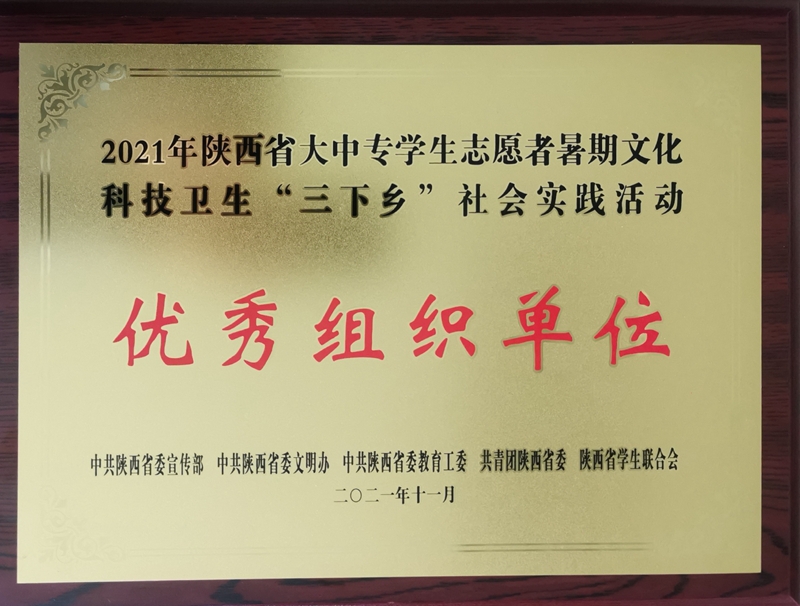 2021年陕西省大中专学生志愿者暑期文化
科技卫生“三下乡”社会实践活动
优秀组织单位
中共陕西省委宣传部 中共陕西省委文明办 中共陕西省委教育工委 共青团陕西省委 陕西省学生联合会
二〇二一年十一月